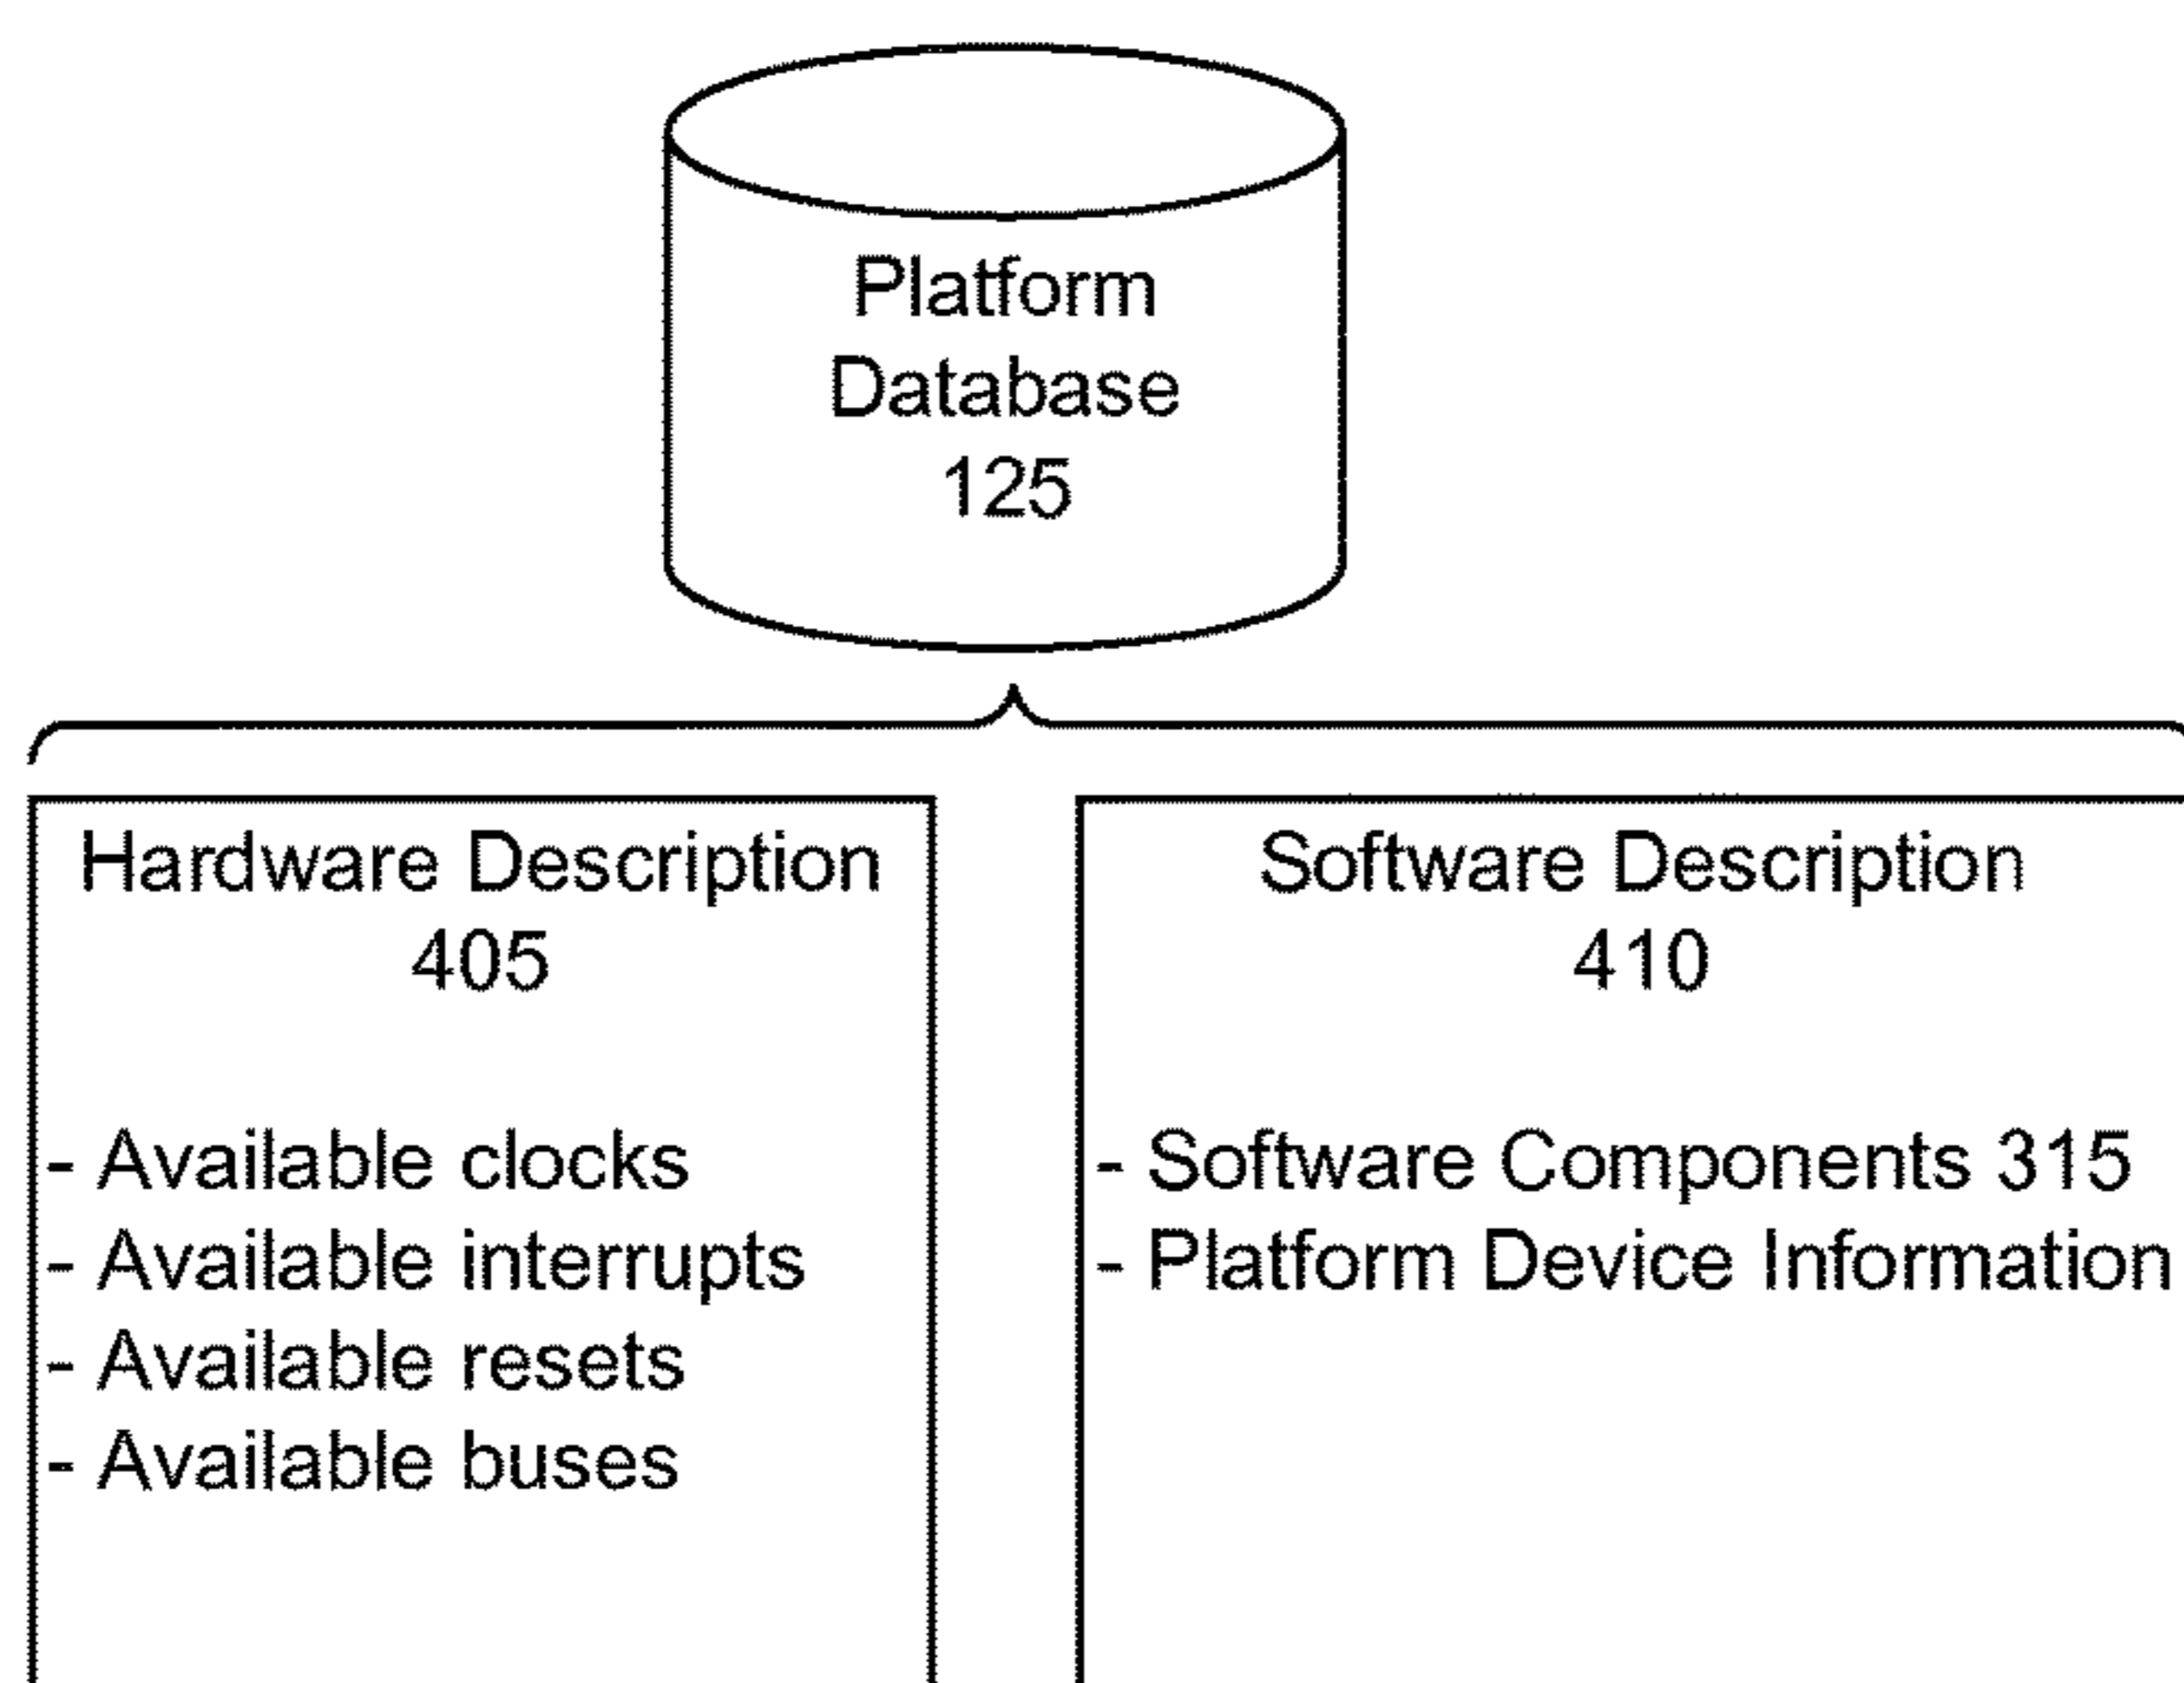 Platform
Database
125
Hardware Description
405
- Available clocks
- Available interrupts
- Available resets
- Available buses
Software Description
410
- Software Components 315
- Platform Device Information